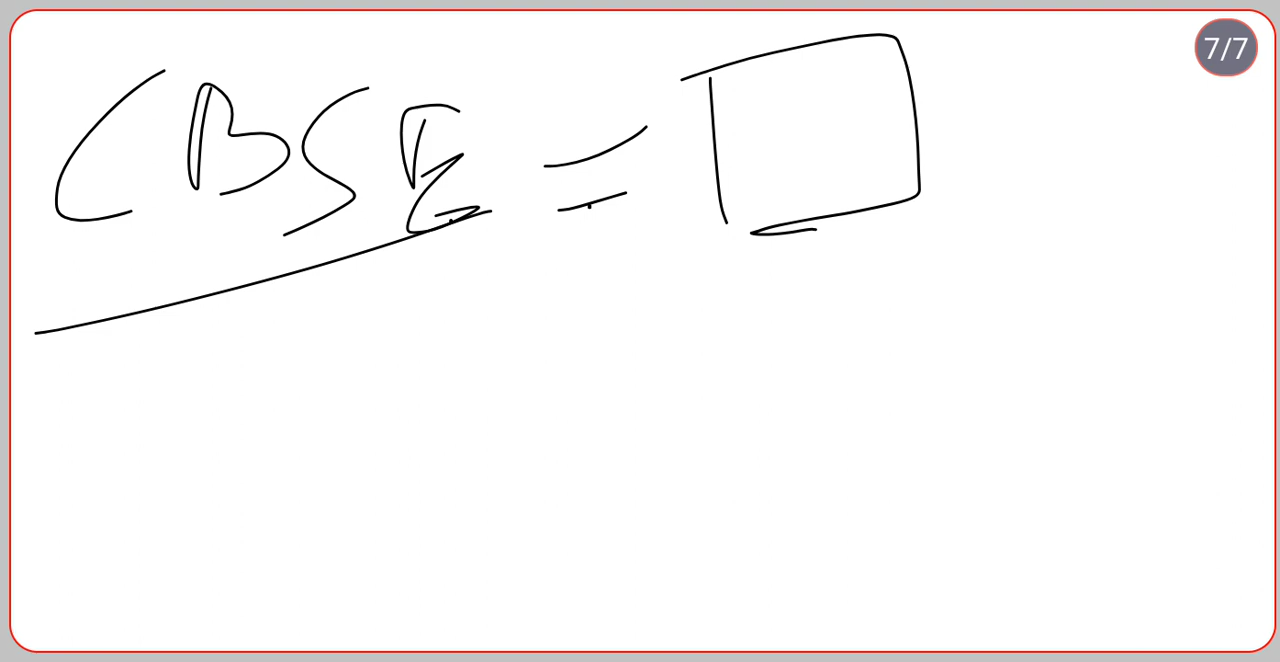 7/7
CBSE = □